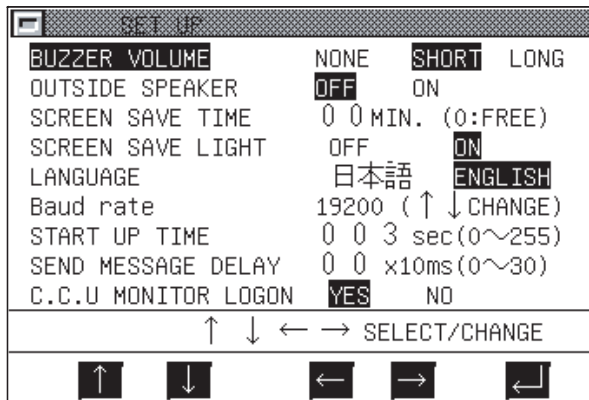 SET UP
BUZZER VOLUME NONE SHORT LONG
OUTSIDE SPEAKER OFF ON
SCREEN SAVE TIME 0 0 MIN. (0:FREE)
SCREEN SAVE LIGHT OFF ON
LANGUAGE 日本語 ENGLISH
Baud rate 19200 (↑↓CHANGE)
START UP TIME 0 0 3 sec(0～255)
SEND MESSAGE DELAY 0 0 x10ms(0～30)
C.C.U MONITOR LOGON YES NO
↑ ↓ ← → SELECT/CHANGE
↑ ↓ ← → ↵